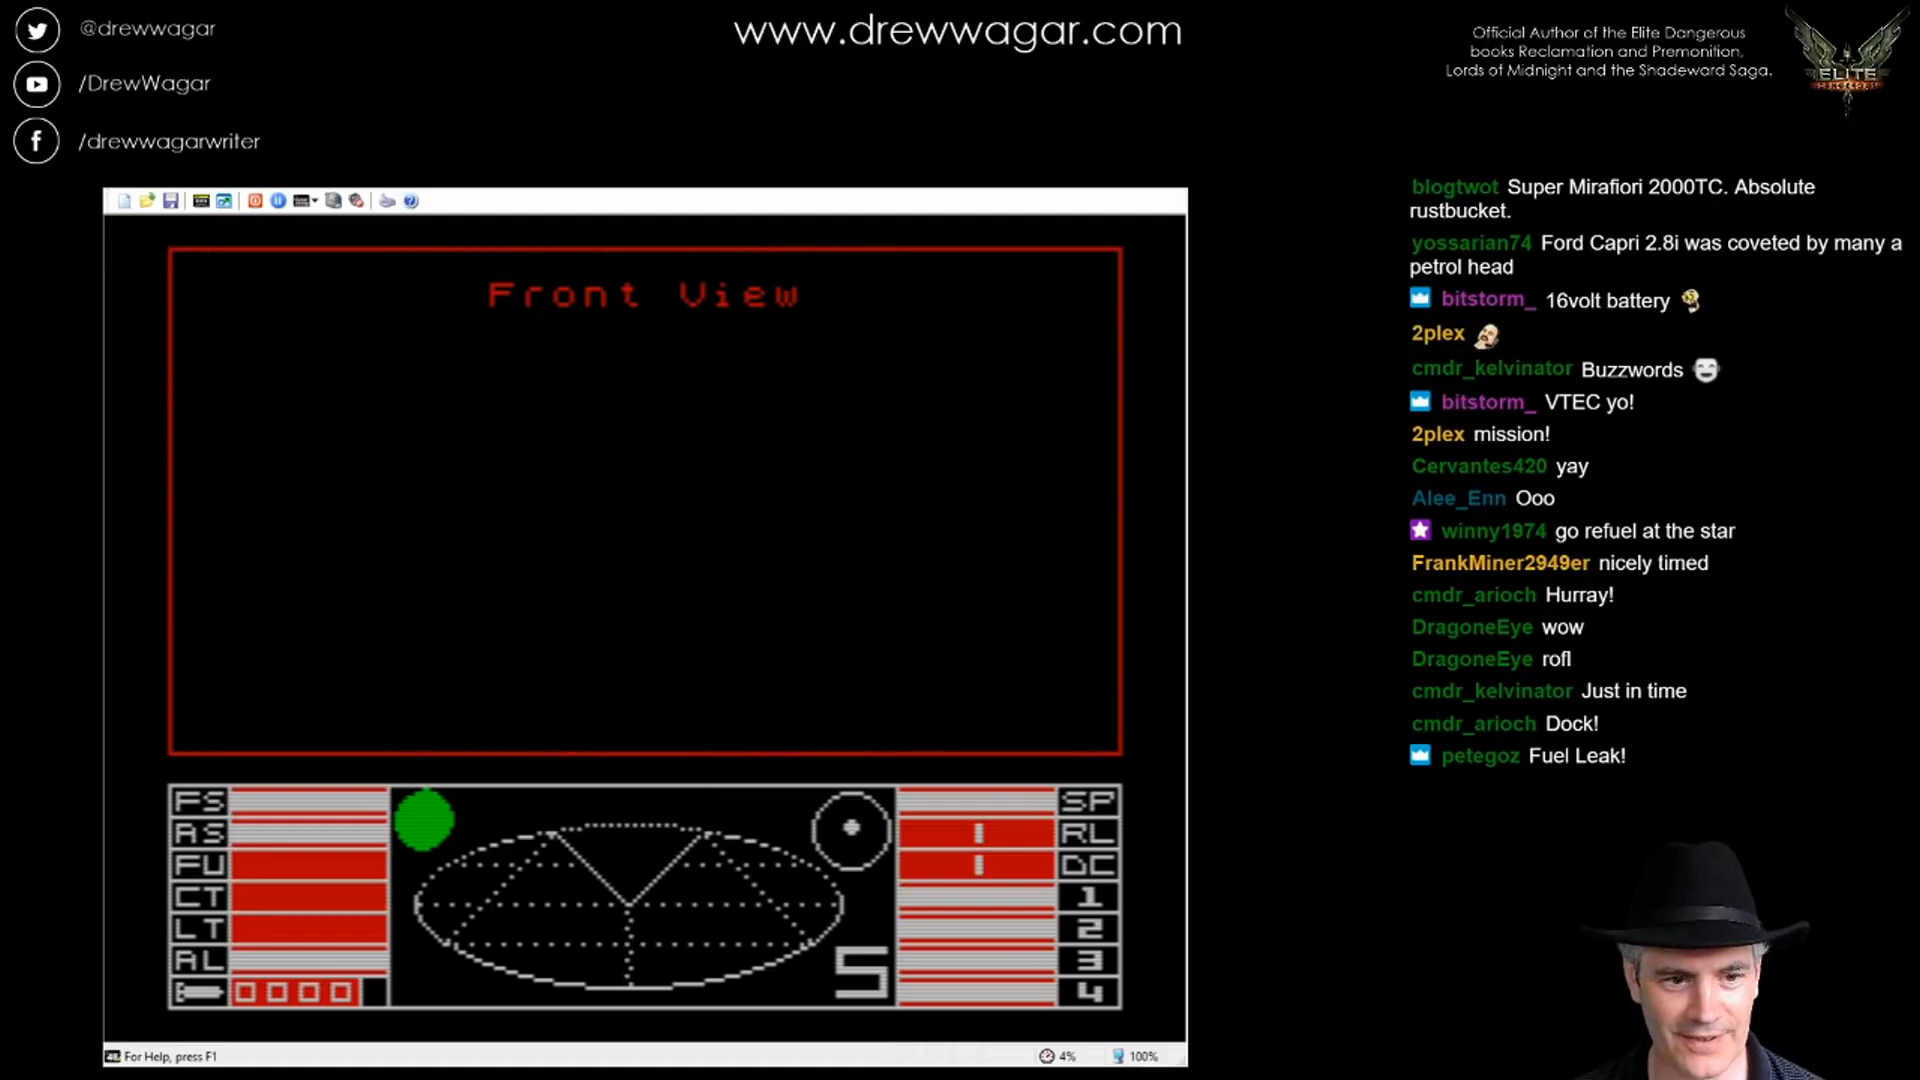 @drewwagar
/DrewWagar
/drewwagarwriter
www.drewwagar.com
Official Author of the Elite Dangerous
books Reclamation and Premonition,
Lords of Midnight and the Shadeward Saga.
ELITE
DANGEROUS
Front View
FS
AS
FU
CT
LT
AL
S
SP
RL
DC
1
2
3
4
For Help, press F1
4%
100%
blogtwot Super Mirafiori 2000TC. Absolute
rustbucket.
yossarian74 Ford Capri 2.8i was coveted by many a
petrol head
bitstorm_ 16volt battery
2plex
cmdr_kelvinator Buzzwords
bitstorm_ VTEC yo!
2plex mission!
Cervantes420 yay
Alee_Enn Ooo
winny1974 go refuel at the star
FrankMiner2949er nicely timed
cmdr_arioch Hurray!
DragoneEye wow
DragoneEye rofl
cmdr_kelvinator Just in time
cmdr_arioch Dock!
petegoz Fuel Leak!